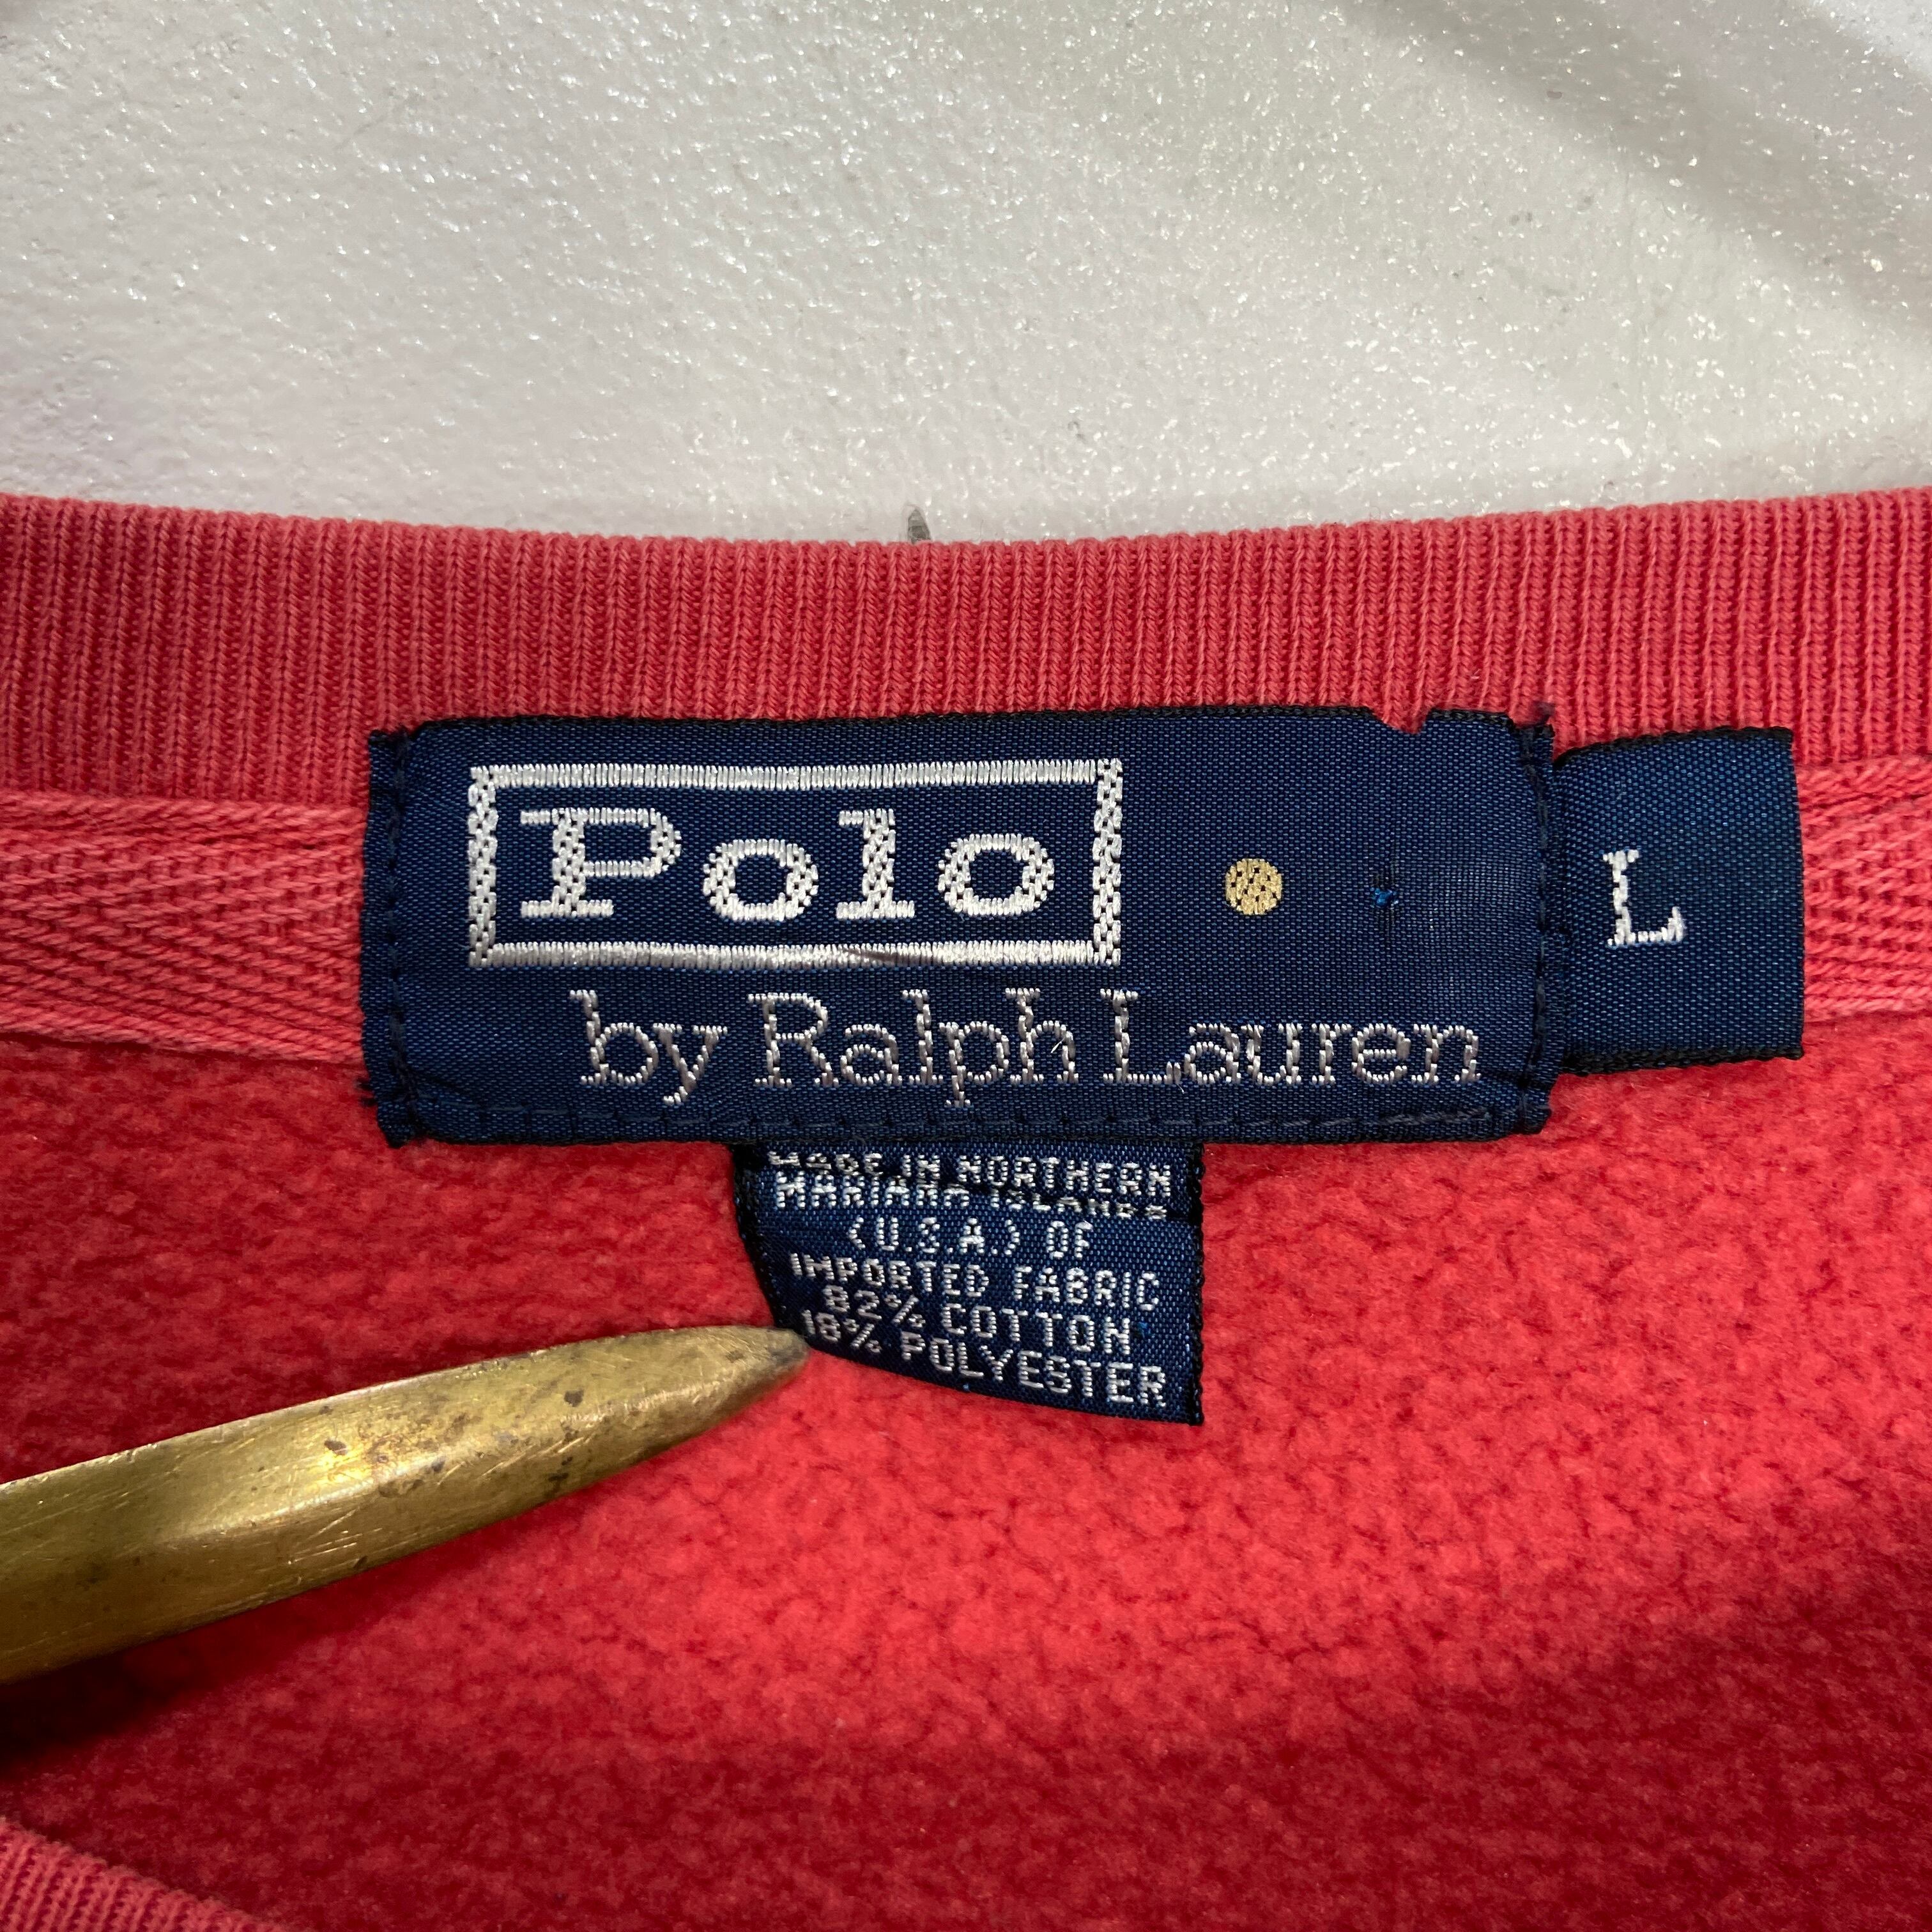 Polo
by Ralph Lauren
L
MADE IN NORTHERN
MARIANA ISLANDS
(U.S.A.) OF
IMPORTED FABRIC
82% COTTON
18% POLYESTER